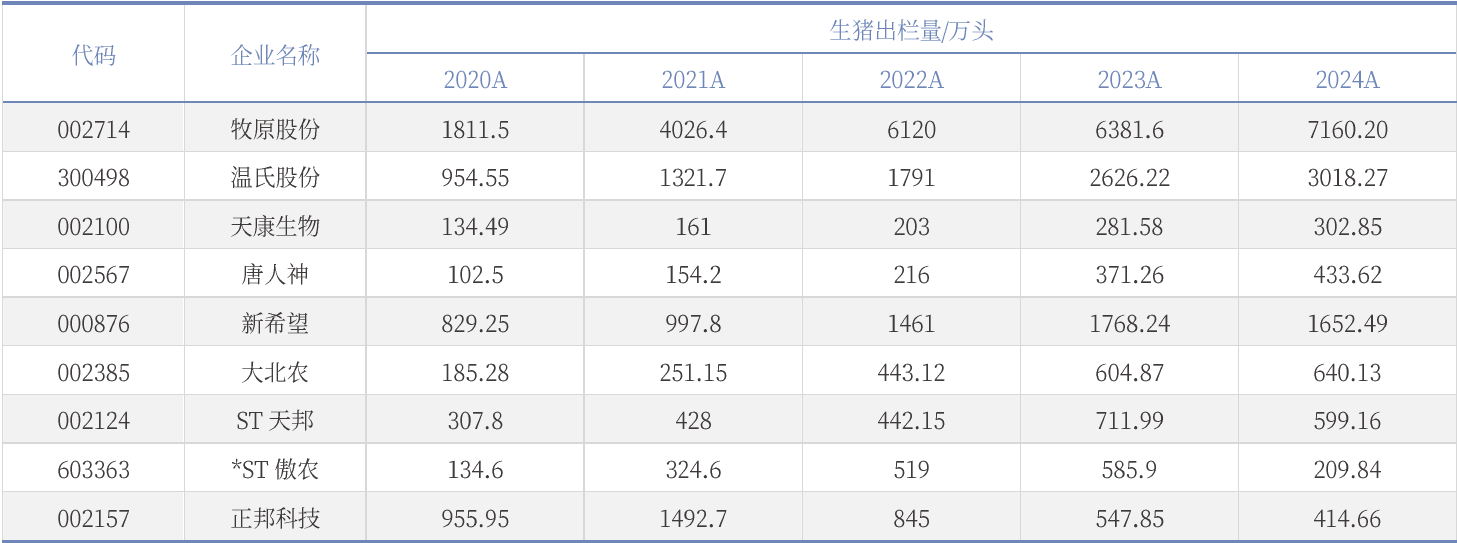 代码 企业名称 生猪出栏量/万头
2020A 2021A 2022A 2023A 2024A
002714 牧原股份 1811.5 4026.4 6120 6381.6 7160.20
300498 温氏股份 954.55 1321.7 1791 2626.22 3018.27
002100 天康生物 134.49 161 203 281.58 302.85
002567 唐人神 102.5 154.2 216 371.26 433.62
000876 新希望 829.25 997.8 1461 1768.24 1652.49
002385 大北农 185.28 251.15 443.12 604.87 640.13
002124 ST 天邦 307.8 428 442.15 711.99 599.16
603363 *ST 傲农 134.6 324.6 519 585.9 209.84
002157 正邦科技 955.95 1492.7 845 547.85 414.66